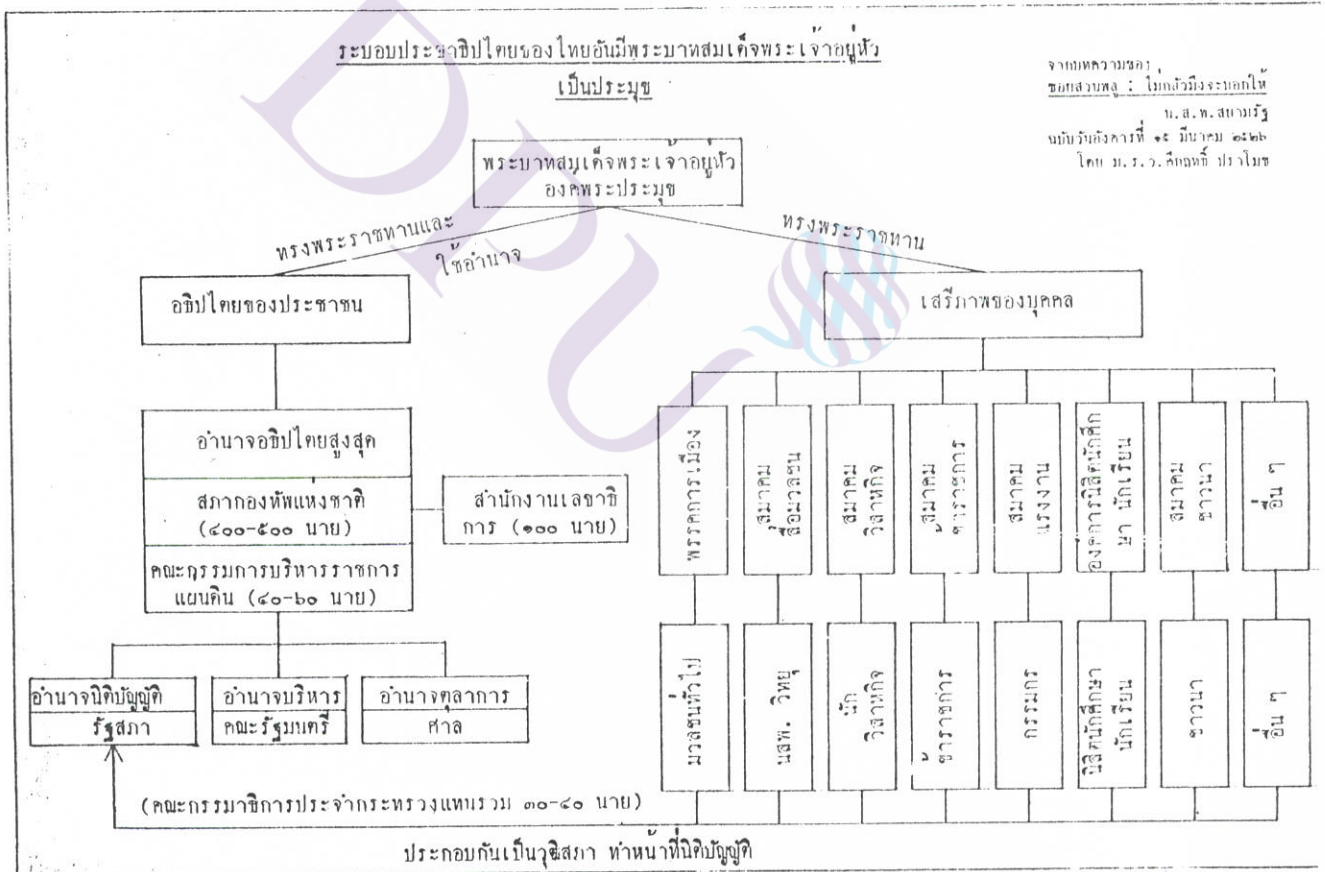 ระบอบประชาธิปไตยของไทยอันมีพระบาทสมเด็จพระเจ้าอยู่หัว
เป็นประมุข
จากบทความของ
ซอยสวนพลู : ไม่กลัวมึงจะบอกให้
น.ส.พ.สยามรัฐ
ฉบับวันอังคารที่ ๑๕ มีนาคม ๒๕๒๖
โดย ม.ร.ว.คึกฤทธิ์ ปราโมช
พระบาทสมเด็จพระเจ้าอยู่หัว
องค์พระประมุข
ทรงพระราชทานและ
ใช้อำนาจ
ทรงพระราชทาน
อธิปไตยของประชาชน
เสรีภาพของบุคคล
อำนาจอธิปไตยสูงสุด
สภากองทัพแห่งชาติ
(๔๐๐-๕๐๐ นาย)
คณะกรรมการบริหารราชการ
แผ่นดิน (๔๐-๖๐ นาย)
สำนักงานเลขาธิ
การ (๑๐๐ นาย)
พรรคการเมือง
สมาคม
สื่อมวลชน
สมาคม
วิสาหกิจ
สมาคม
ข้าราชการ
สมาคม
แรงงาน
องค์การนิสิตนักศึก
ษา นักเรียน
สมาคม
ชาวนา
อื่น ๆ
อำนาจนิติบัญญัติ
รัฐสภา
อำนาจบริหาร
คณะรัฐมนตรี
อำนาจตุลาการ
ศาล
มวลชนทั่วไป
นสพ. วิทยุ
นัก
วิสาหกิจ
ข้าราชการ
กรรมกร
นิสิตนักศึกษา
นักเรียน
ชาวนา
อื่น ๆ
(คณะกรรมาธิการประจำกระทรวงแทนรวม ๓๐-๔๐ นาย)
ประกอบกันเป็นวุฒิสภา ทำหน้าที่นิติบัญญัติ
DPU